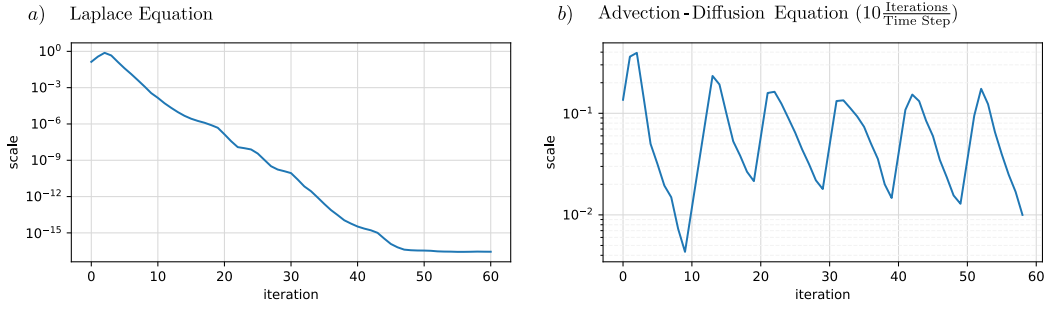 a) Laplace Equation
10^0
10^-3
10^-6
10^-9
10^-12
10^-15
scale
0 10 20 30 40 50 60
iteration
b) Advection-Diffusion Equation (10 Iterations/Time Step)
10^-1
10^-2
scale
0 10 20 30 40 50 60
iteration